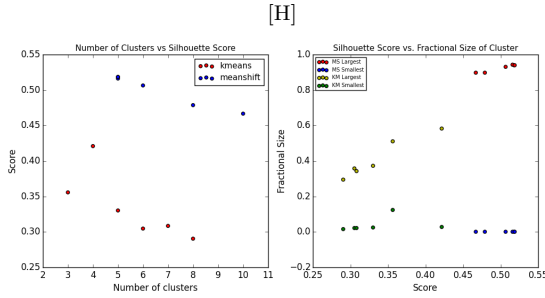 [H]
Number of Clusters vs Silhouette Score
0.55
0.50
0.45
0.40
0.35
0.30
0.25
Score
kmeans
meanshift
2 3 4 5 6 7 8 9 10 11
Number of clusters
Silhouette Score vs. Fractional Size of Cluster
1.0
0.8
0.6
0.4
0.2
0.0
−0.2
Fractional Size
MS Largest
MS Smallest
KM Largest
KM Smallest
0.25 0.30 0.35 0.40 0.45 0.50 0.55
Score